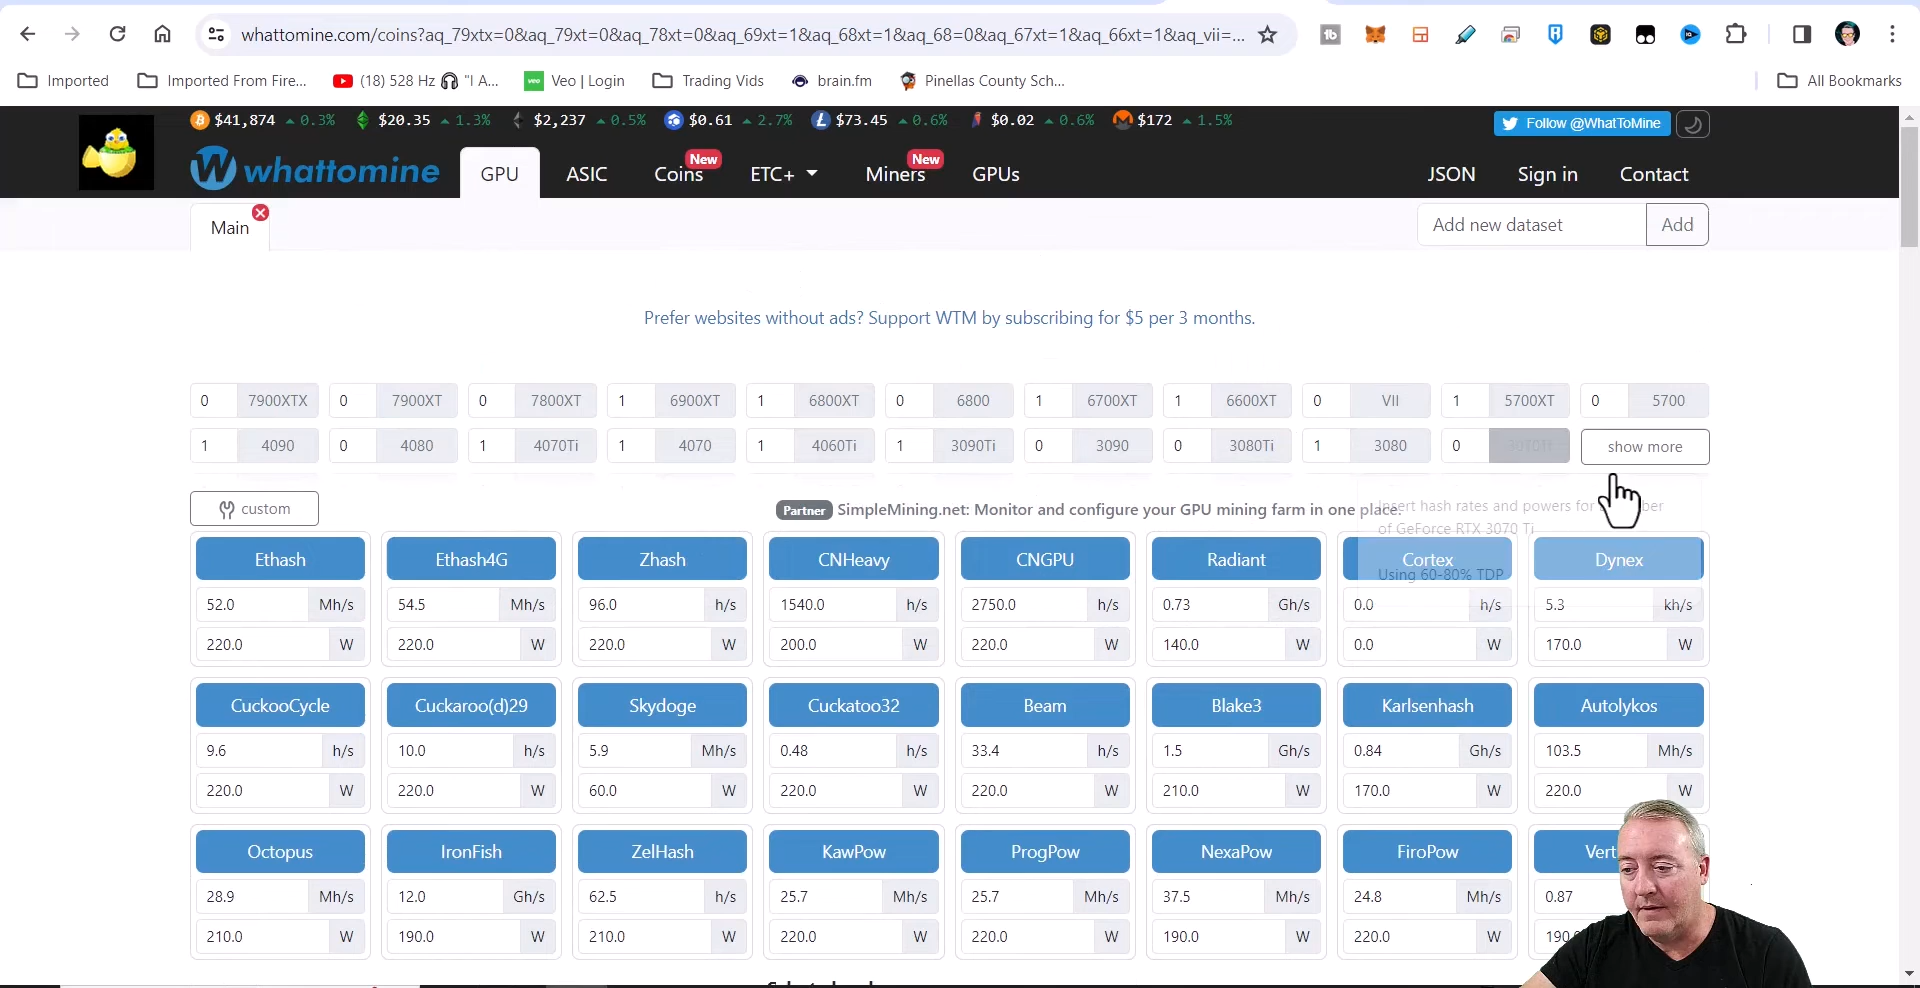 whattomine.com/coins?aq_79xtx=0&aq_79xt=0&aq_78xt=0&aq_69xt=1&aq_68xt=1&aq_68=0&aq_67xt=1&aq_66xt=1&aq_vii=...
Imported Imported From Fire... (18) 528 Hz "I A... Veo | Login Trading Vids brain.fm Pinellas County Sch... All Bookmarks
$41,874 0.3% $20.35 1.3% $2,237 0.5% $0.61 2.7% $73.45 0.6% $0.02 0.6% $172 1.5% Follow @WhatToMine
New New
whattomine GPU ASIC Coins ETC+ Miners GPUs JSON Sign in Contact
Main Add new dataset Add
Prefer websites without ads? Support WTM by subscribing for $5 per 3 months.
0 7900XTX 0 7900XT 0 7800XT 1 6900XT 1 6800XT 0 6800 1 6700XT 1 6600XT 0 VII 1 5700XT 0 5700
1 4090 0 4080 1 4070Ti 1 4070 1 4060Ti 1 3090Ti 0 3090 0 3080Ti 1 3080 0 3070Ti show more
custom Partner SimpleMining.net: Monitor and configure your GPU mining farm in one place.
Insert hash rates and powers for
of GeForce RTX 3070 Ti
Using 60-80% TDP
Ethash Ethash4G Zhash CNHeavy CNGPU Radiant Cortex Dynex
52.0 Mh/s 54.5 Mh/s 96.0 h/s 1540.0 h/s 2750.0 h/s 0.73 Gh/s 0.0 h/s 5.3 kh/s
220.0 W 220.0 W 220.0 W 200.0 W 220.0 W 140.0 W 0.0 W 170.0 W
CuckooCycle Cuckaroo(d)29 Skydoge Cuckatoo32 Beam Blake3 Karlsenhash Autolykos
9.6 h/s 10.0 h/s 5.9 Mh/s 0.48 h/s 33.4 h/s 1.5 Gh/s 0.84 Gh/s 103.5 Mh/s
220.0 W 220.0 W 60.0 W 220.0 W 220.0 W 210.0 W 170.0 W 220.0 W
Octopus IronFish ZelHash KawPow ProgPow NexaPow FiroPow Vert
28.9 Mh/s 12.0 Gh/s 62.5 h/s 25.7 Mh/s 25.7 Mh/s 37.5 Mh/s 24.8 Mh/s 0.87
210.0 W 190.0 W 210.0 W 220.0 W 220.0 W 190.0 W 220.0 W 190